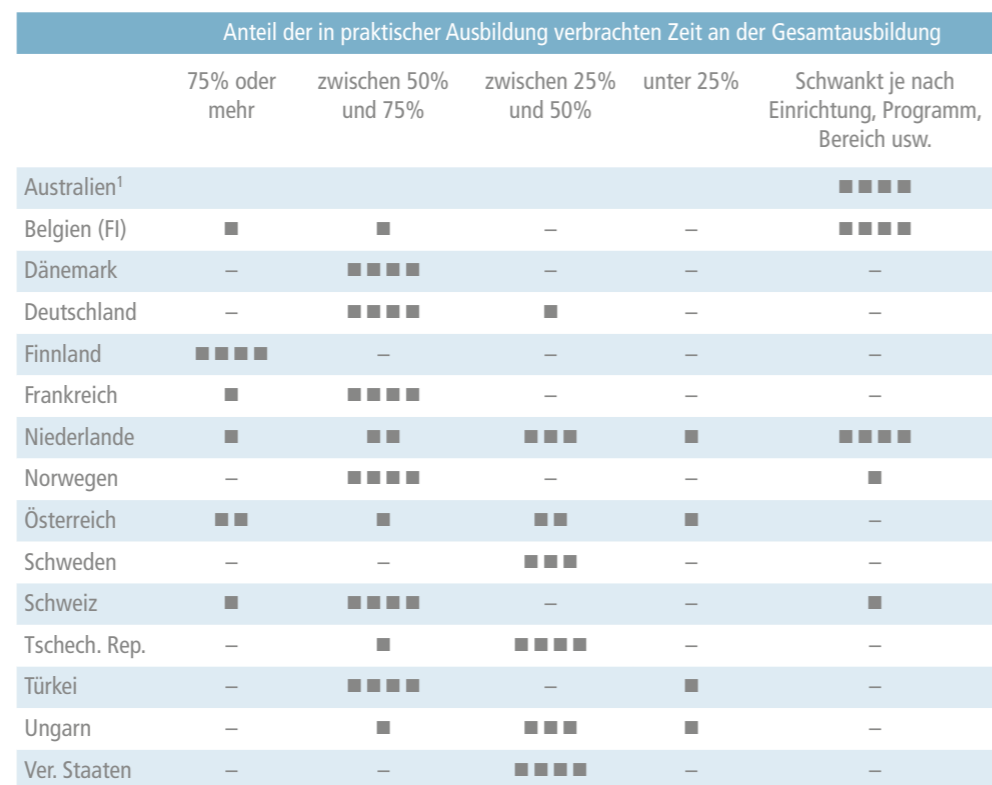 Anteil der in praktischer Ausbildung verbrachten Zeit an der Gesamtausbildung
75% oder mehr zwischen 50% und 75% zwischen 25% und 50% unter 25% Schwankt je nach Einrichtung, Programm, Bereich usw.
Australien¹ ■ ■ ■ ■
Belgien (Fl) ■ ■ – – ■ ■ ■ ■
Dänemark – ■ ■ ■ ■ – – –
Deutschland – ■ ■ ■ ■ ■ – –
Finnland ■ ■ ■ ■ – – – –
Frankreich ■ ■ ■ ■ ■ – – –
Niederlande ■ ■ ■ ■ ■ ■ ■ ■ ■ ■ ■
Norwegen – ■ ■ ■ ■ – – ■
Österreich ■ ■ ■ ■ ■ ■ –
Schweden – – ■ ■ ■ – –
Schweiz ■ ■ ■ ■ ■ – – ■
Tschech. Rep. – ■ ■ ■ ■ ■ – –
Türkei – ■ ■ ■ ■ – ■ –
Ungarn – ■ ■ ■ ■ ■ –
Ver. Staaten – – ■ ■ ■ ■ – –